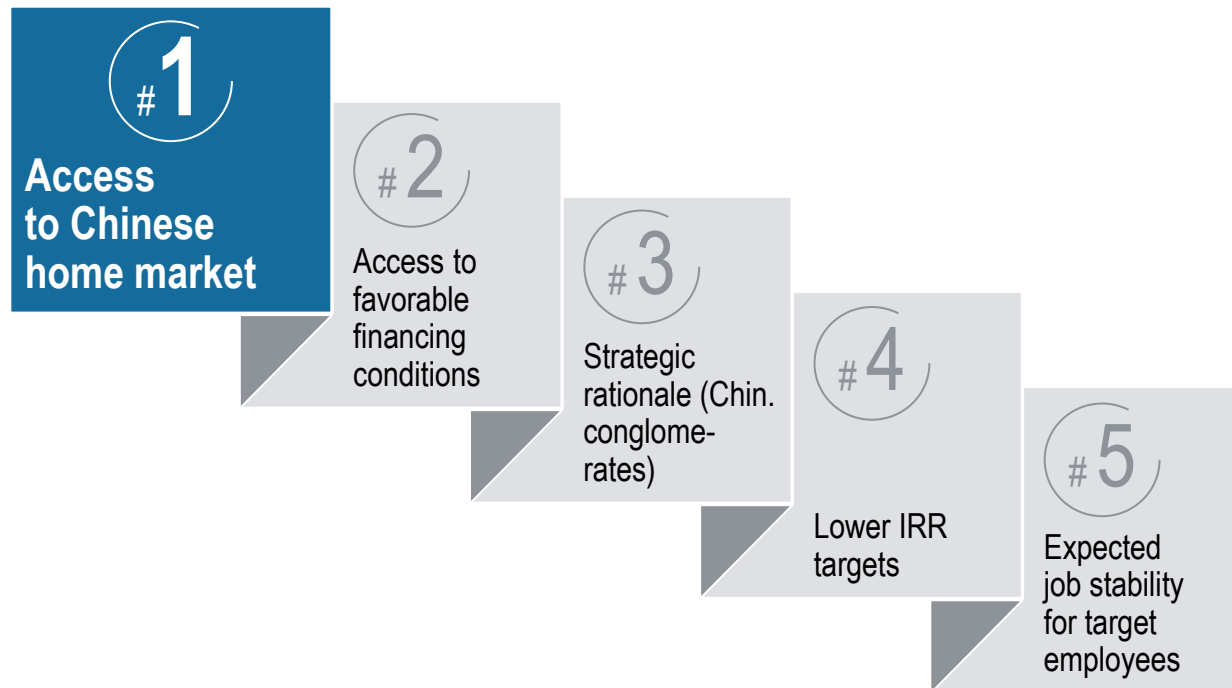 #1
Access
to Chinese
home market
#2
Access to
favorable
financing
conditions
#3
Strategic
rationale (Chin.
conglome-
rates)
#4
Lower IRR
targets
#5
Expected
job stability
for target
employees